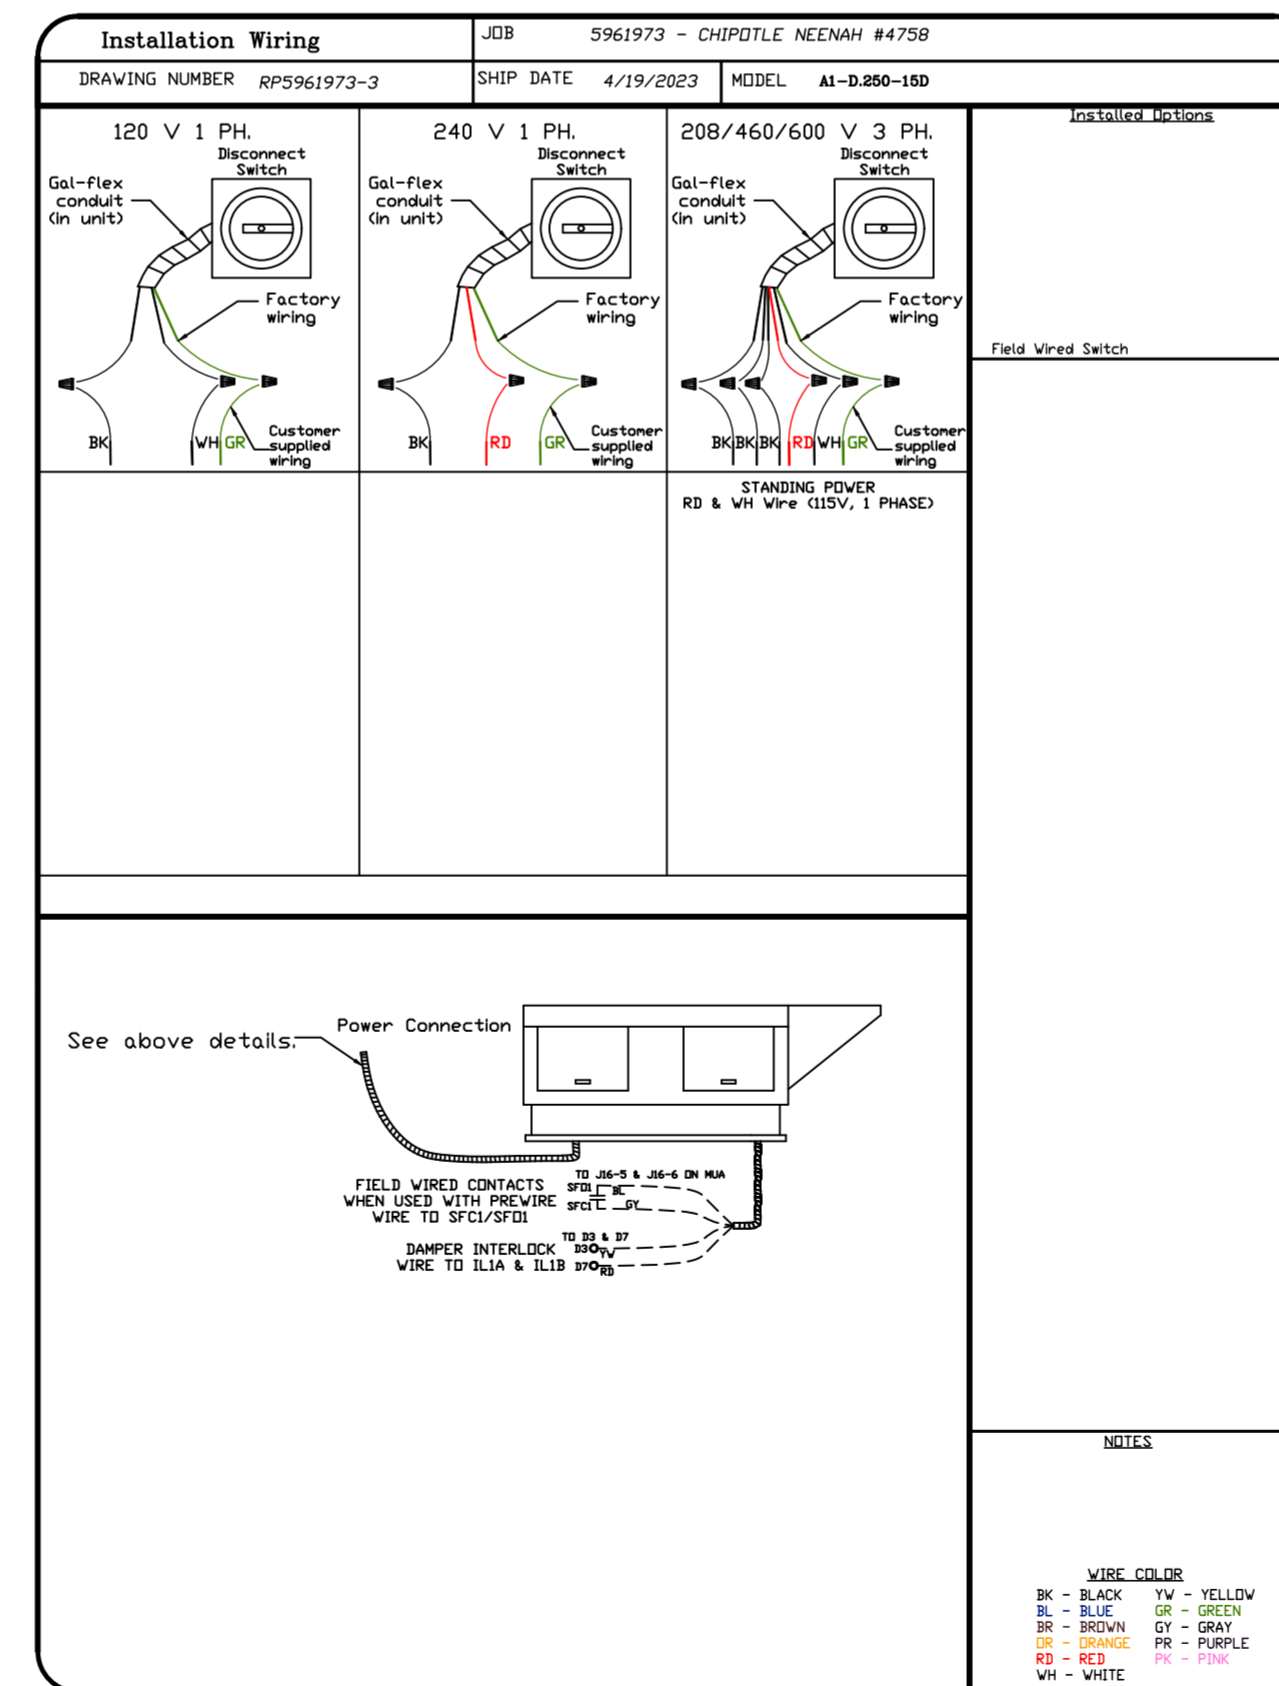 Installation Wiring
JOB 5961973 - CHIPOTLE NEENAH #4758
DRAWING NUMBER RP5961973-3
SHIP DATE 4/19/2023
MODEL A1-D.250-15D
120 V 1 PH.
Disconnect
Switch
Gal-flex
conduit
(in unit)
Factory
wiring
BK
WH
GR
Customer
supplied
wiring
240 V 1 PH.
Disconnect
Switch
Gal-flex
conduit
(in unit)
Factory
wiring
BK
RD
GR
Customer
supplied
wiring
208/460/600 V 3 PH.
Disconnect
Switch
Gal-flex
conduit
(in unit)
Factory
wiring
BK
BK
BK
RD
WH
GR
Customer
supplied
wiring
STANDING POWER
RD & WH Wire (115V, 1 PHASE)
Installed Options
Field Wired Switch
See above details.
Power Connection
FIELD WIRED CONTACTS
WHEN USED WITH PREWIRE
WIRE TO SFC1/SFO1
TO J16-5 & J16-6 ON MUA
SFO1
BL
SFC1
GY
DAMPER INTERLOCK
WIRE TO IL1A & IL1B
TO D3 & D7
D3
YW
D7
RD
NOTES
WIRE COLOR
BK - BLACK YW - YELLOW
BL - BLUE GR - GREEN
BR - BROWN GY - GRAY
OR - ORANGE PR - PURPLE
RD - RED PK - PINK
WH - WHITE